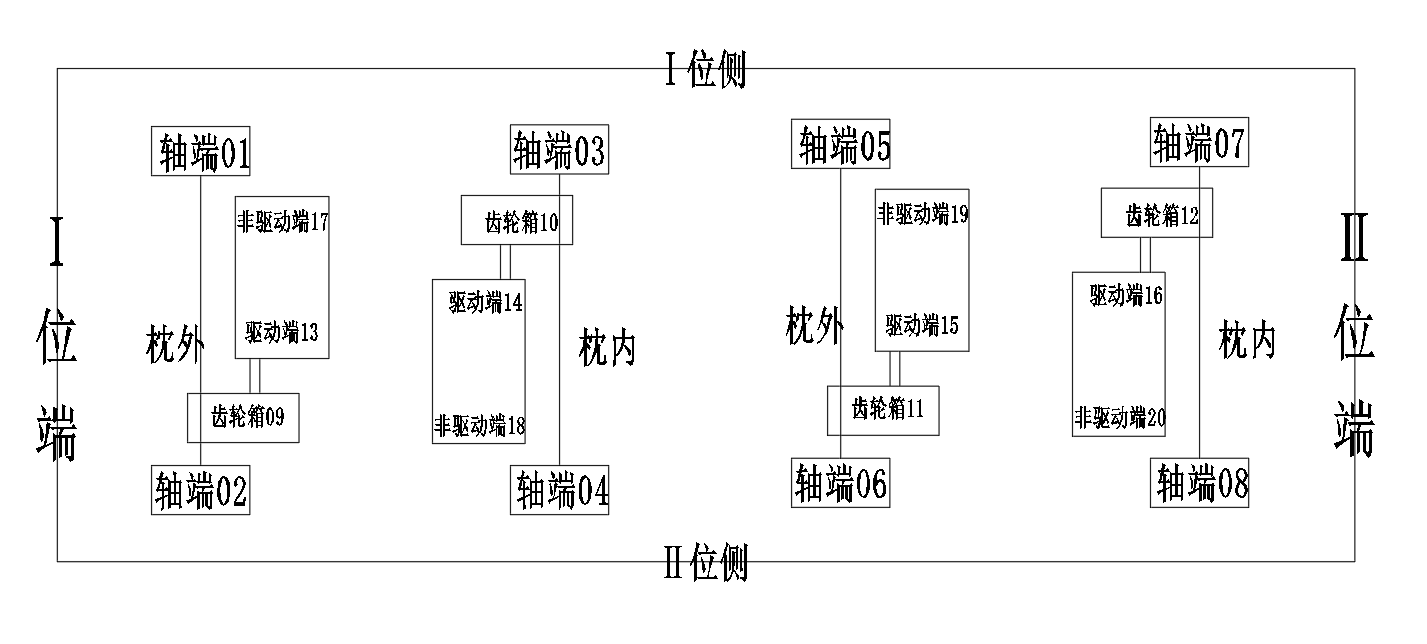 Ⅰ位侧
轴端01
轴端03
轴端05
轴端07
非驱动端17
齿轮箱10
非驱动端19
齿轮箱12
Ⅰ位端
Ⅱ位端
驱动端14
驱动端16
枕外
驱动端13
枕内
枕外
驱动端15
枕内
齿轮箱09
非驱动端18
齿轮箱11
非驱动端20
轴端02
轴端04
轴端06
轴端08
Ⅱ位侧